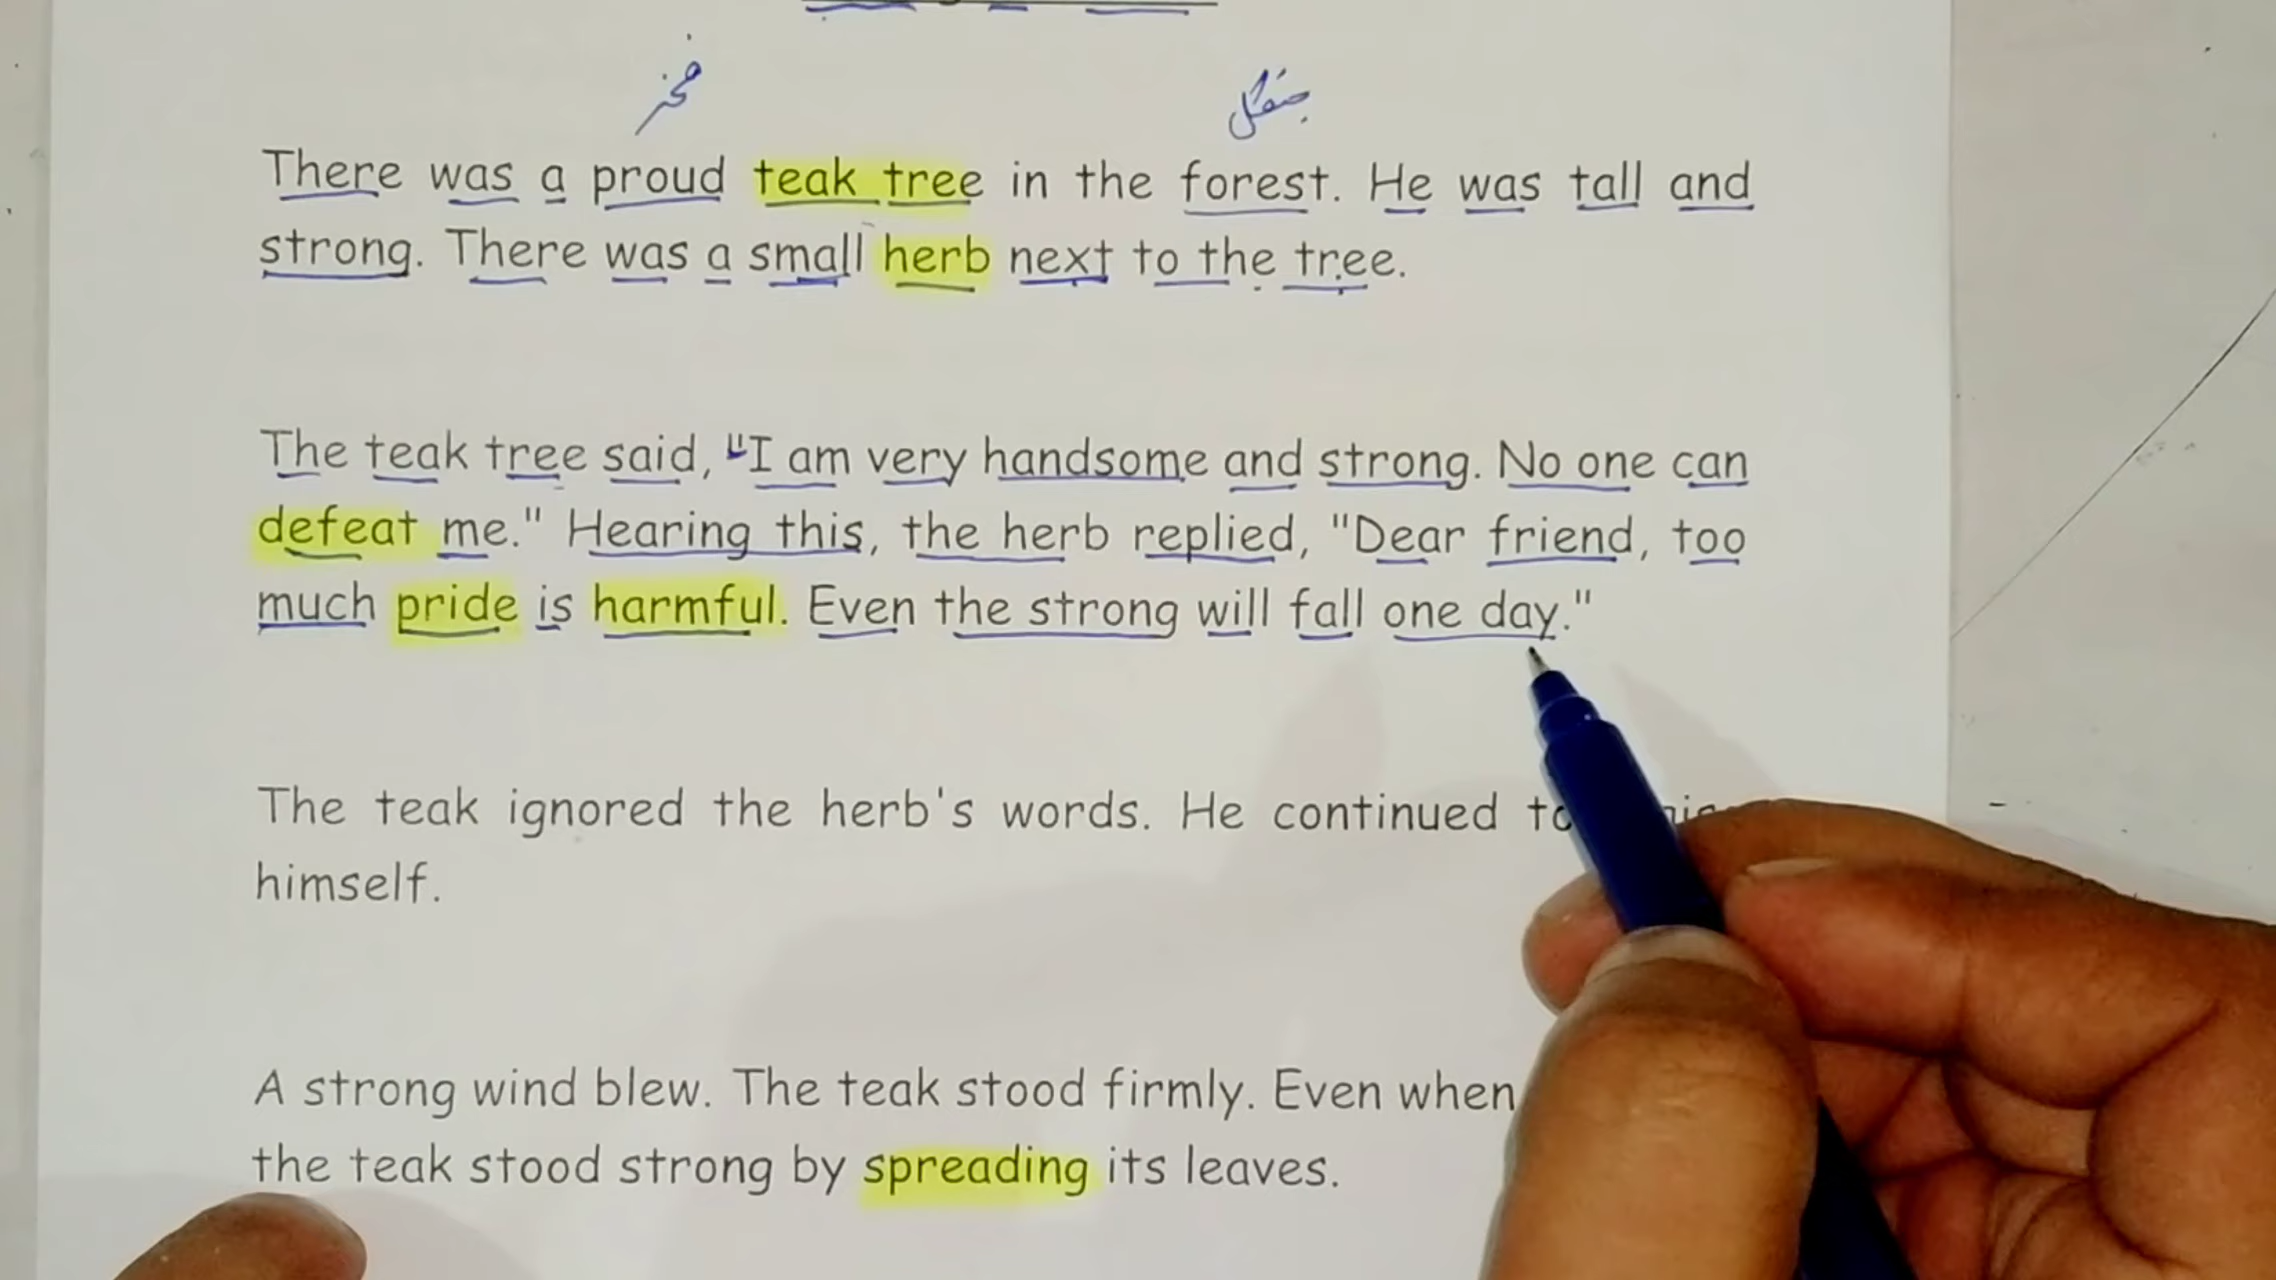 فخر جنگل
There was a proud teak tree in the forest. He was tall and
strong. There was a small herb next to the tree.
The teak tree said, "I am very handsome and strong. No one can
defeat me." Hearing this, the herb replied, "Dear friend, too
much pride is harmful. Even the strong will fall one day."
The teak ignored the herb's words. He continued
himself.
A strong wind blew. The teak stood firmly. Even when
the teak stood strong by spreading its leaves.